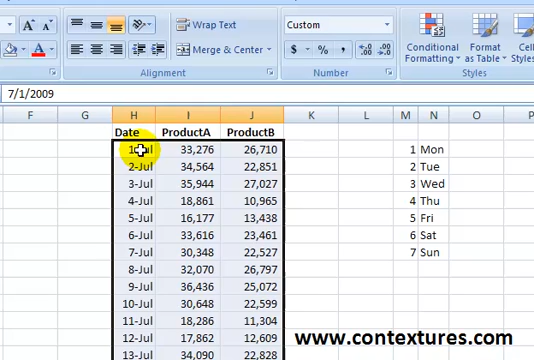 Wrap Text
Custom
Merge & Center
$ % ,
Conditional Formatting
Format as Table
Cell
Styles
Alignment
Number
Styles
7/1/2009
F G H I J K L M N O P
Date ProductA ProductB
1-Jul 33,276 26,710 1 Mon
2-Jul 34,564 22,851 2 Tue
3-Jul 35,944 27,027 3 Wed
4-Jul 18,861 10,965 4 Thu
5-Jul 16,177 13,438 5 Fri
6-Jul 33,616 23,461 6 Sat
7-Jul 30,348 22,527 7 Sun
8-Jul 32,070 26,797
9-Jul 36,436 25,072
10-Jul 30,648 22,599
11-Jul 18,286 11,304
12-Jul 17,862 12,609
13-Jul 34,090 22,828
www.contextures.com